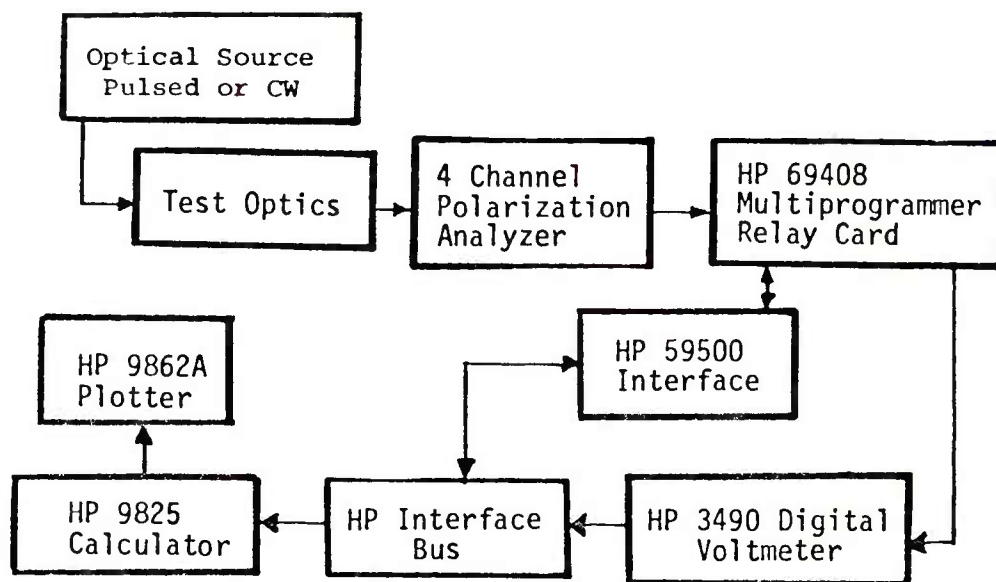 Optical Source
Pulsed or CW
Test Optics
4 Channel
Polarization
Analyzer
HP 69408
Multiprogrammer
Relay Card
HP 59500
Interface
HP 9862A
Plotter
HP 9825
Calculator
HP Interface
Bus
HP 3490 Digital
Voltmeter